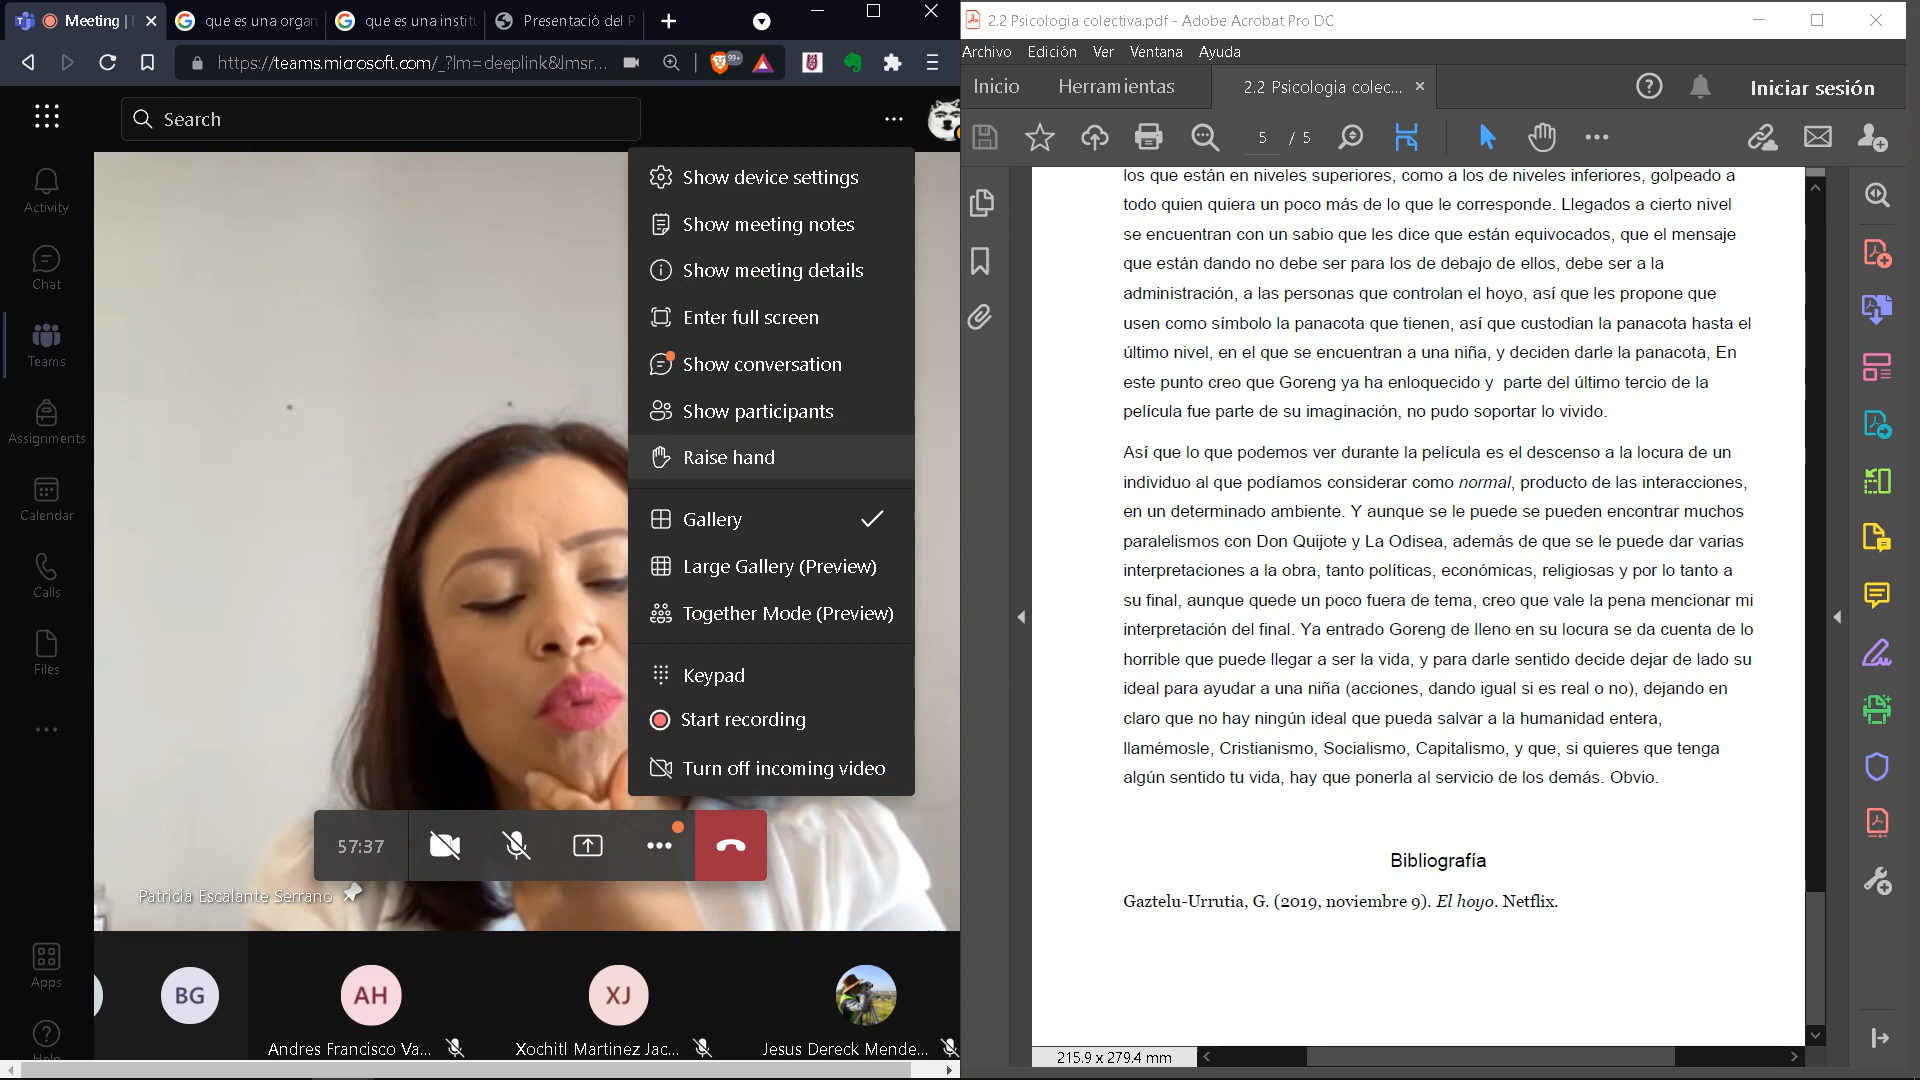 Meeting |
que es una organ
que es una institu
Presentació del P
https://teams.microsoft.com/_?lm=deeplink&lmsr...
99+
Search
Activity
Chat
Teams
Assignments
Calendar
Calls
Files
Apps
Help
Show device settings
Show meeting notes
Show meeting details
Enter full screen
Show conversation
Show participants
Raise hand
Gallery
Large Gallery (Preview)
Together Mode (Preview)
Keypad
Start recording
Turn off incoming video
57:37
Patricia Escalante Serrano
BG
AH
XJ
Andres Francisco Va...
Xochitl Martinez Jac...
Jesus Dereck Mende...
2.2 Psicologia colectiva.pdf - Adobe Acrobat Pro DC
Archivo Edición Ver Ventana Ayuda
Inicio
Herramientas
2.2 Psicologia colec...
Iniciar sesión
5 / 5
los que están en niveles superiores, como a los de niveles inferiores, golpeado a
todo quien quiera un poco más de lo que le corresponde. Llegados a cierto nivel
se encuentran con un sabio que les dice que están equivocados, que el mensaje
que están dando no debe ser para los de debajo de ellos, debe ser a la
administración, a las personas que controlan el hoyo, así que les propone que
usen como símbolo la panacota que tienen, así que custodian la panacota hasta el
último nivel, en el que se encuentran a una niña, y deciden darle la panacota, En
este punto creo que Goreng ya ha enloquecido y  parte del último tercio de la
película fue parte de su imaginación, no pudo soportar lo vivido.
Así que lo que podemos ver durante la película es el descenso a la locura de un
individuo al que podíamos considerar como normal, producto de las interacciones,
en un determinado ambiente. Y aunque se le puede se pueden encontrar muchos
paralelismos con Don Quijote y La Odisea, además de que se le puede dar varias
interpretaciones a la obra, tanto políticas, económicas, religiosas y por lo tanto a
su final, aunque quede un poco fuera de tema, creo que vale la pena mencionar mi
interpretación del final. Ya entrado Goreng de lleno en su locura se da cuenta de lo
horrible que puede llegar a ser la vida, y para darle sentido decide dejar de lado su
ideal para ayudar a una niña (acciones, dando igual si es real o no), dejando en
claro que no hay ningún ideal que pueda salvar a la humanidad entera,
llamémosle, Cristianismo, Socialismo, Capitalismo, y que, si quieres que tenga
algún sentido tu vida, hay que ponerla al servicio de los demás. Obvio.
Bibliografía
Gaztelu-Urrutia, G. (2019, noviembre 9). El hoyo. Netflix.
215.9 x 279.4 mm